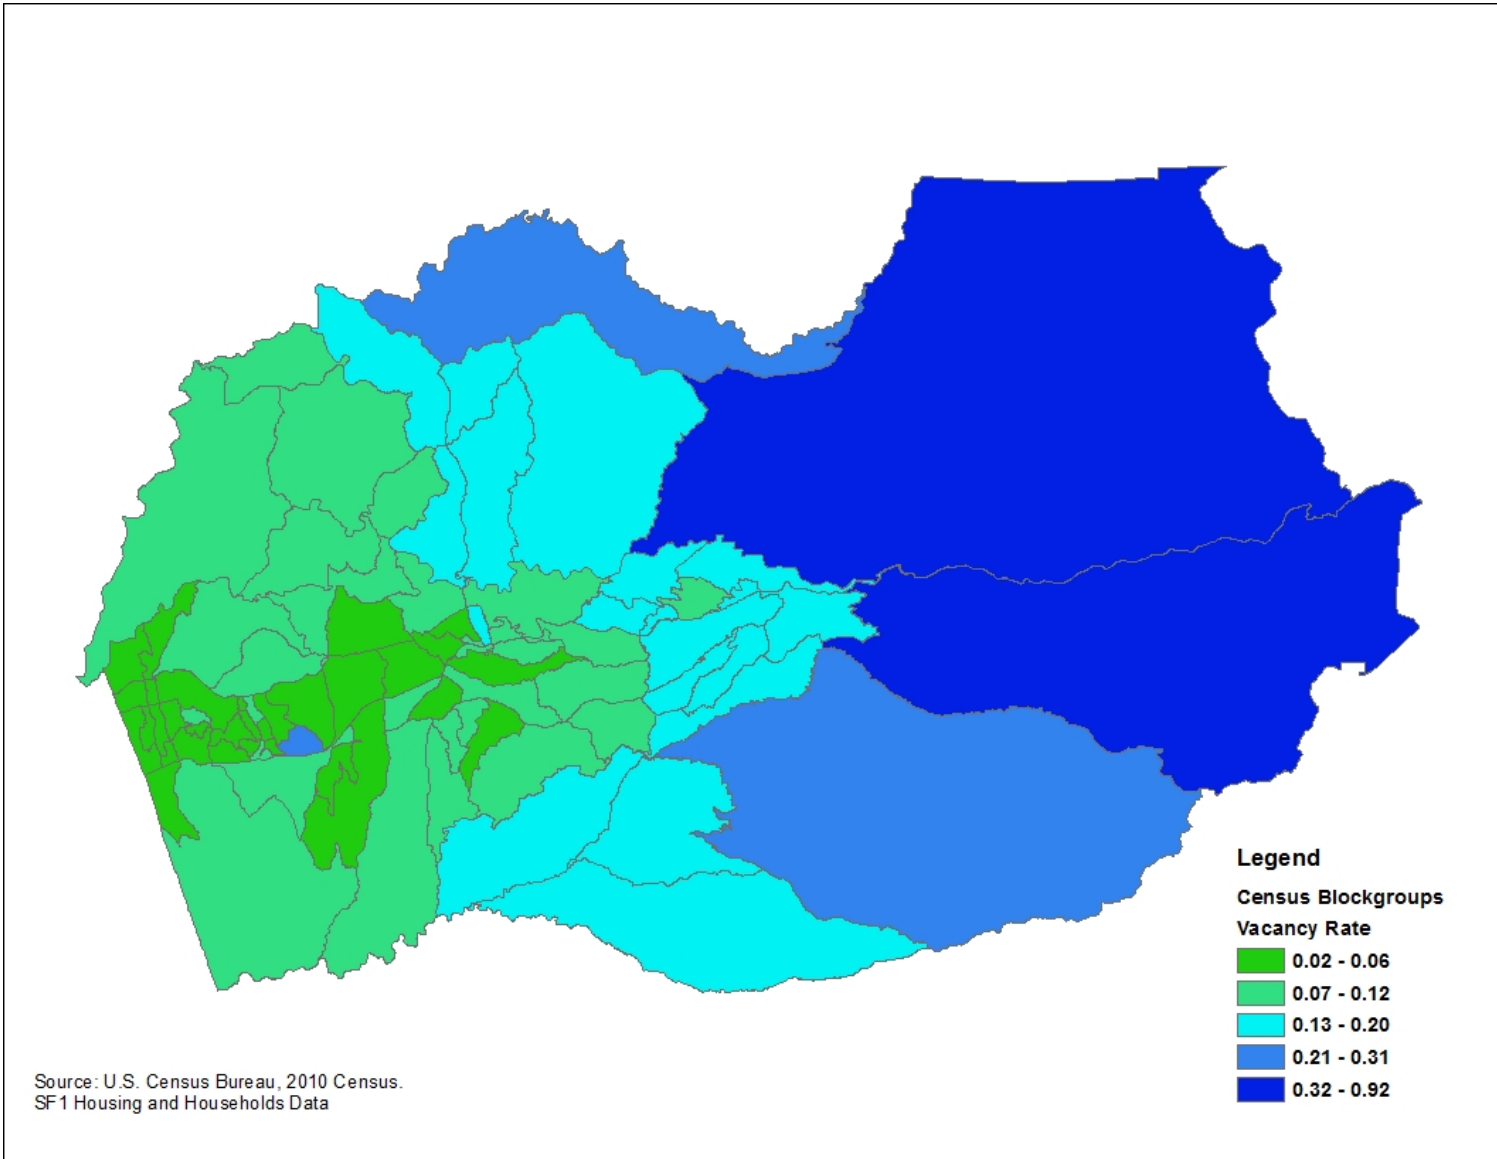 Legend
Census Blockgroups
Vacancy Rate
0.02 - 0.06
0.07 - 0.12
0.13 - 0.20
0.21 - 0.31
0.32 - 0.92
Source: U.S. Census Bureau, 2010 Census.
SF1 Housing and Households Data